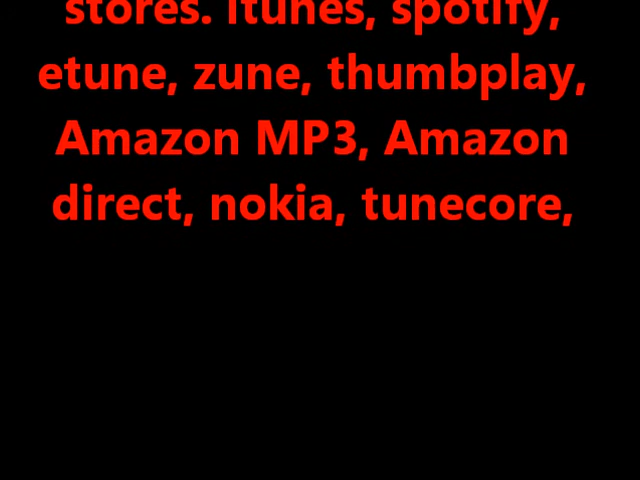 stores. itunes, spotify,
etune, zune, thumbplay,
Amazon MP3, Amazon
direct, nokia, tunecore,